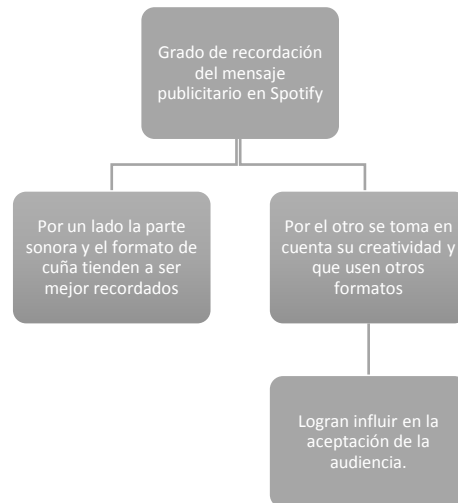 Grado de recordación
del mensaje
publicitario en Spotify
Por un lado la parte
sonora y el formato de
cuña tienden a ser
mejor recordados
Por el otro se toma en
cuenta su creatividad y
que usen otros
formatos
Logran influir en la
aceptación de la
audiencia.